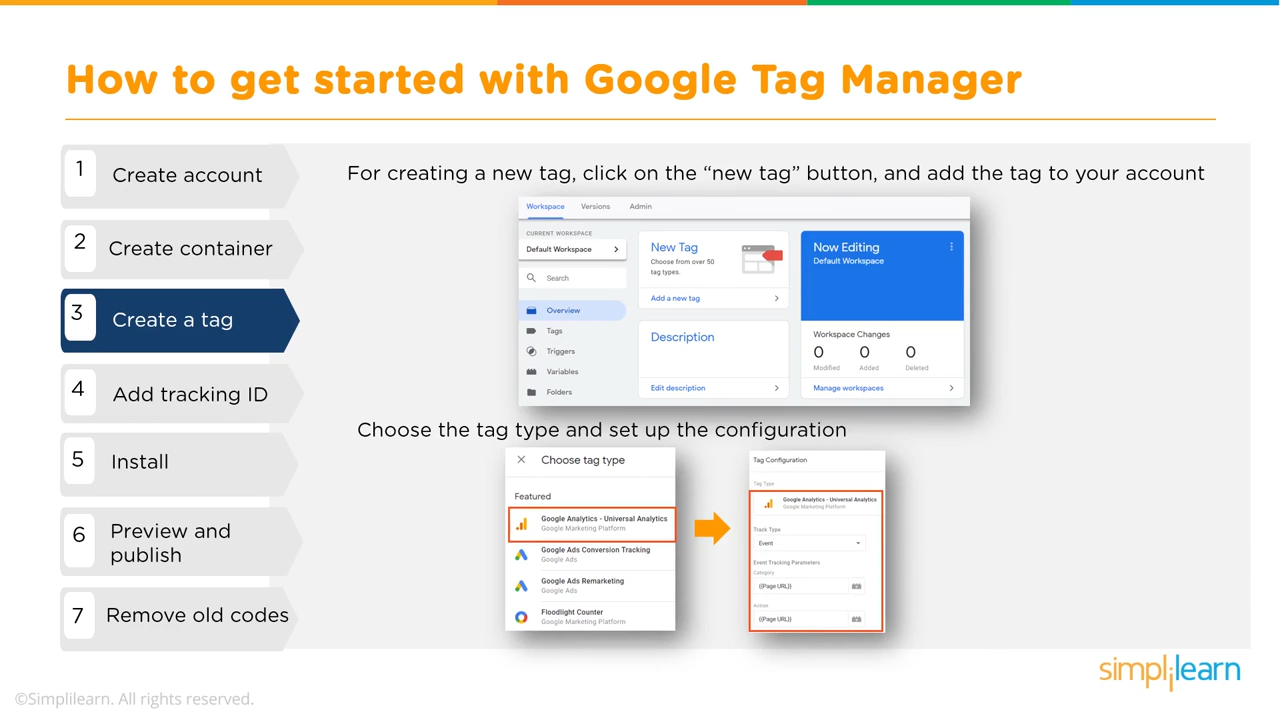 How to get started with Google Tag Manager
1 Create account
2 Create container
3 Create a tag
4 Add tracking ID
5 Install
6 Preview and
publish
7 Remove old codes
For creating a new tag, click on the “new tag” button, and add the tag to your account
Workspace Versions Admin
CURRENT WORKSPACE
Default Workspace
Search
Overview
Tags
Triggers
Variables
Folders
New Tag
Choose from over 50
tag types.
Add a new tag
Description
Edit description
Now Editing
Default Workspace
Workspace Changes
0 0 0
Modified Added Deleted
Manage workspaces
Choose the tag type and set up the configuration
Choose tag type
Featured
Google Analytics - Universal Analytics
Google Marketing Platform
Google Ads Conversion Tracking
Google Ads
Google Ads Remarketing
Google Ads
Floodlight Counter
Google Marketing Platform
Tag Configuration
Tag Type
Google Analytics - Universal Analytics
Google Marketing Platform
Track Type
Event
Event Tracking Parameters
Category
{{Page URL}}
Action
{{Page URL}}
simplilearn
©Simplilearn. All rights reserved.